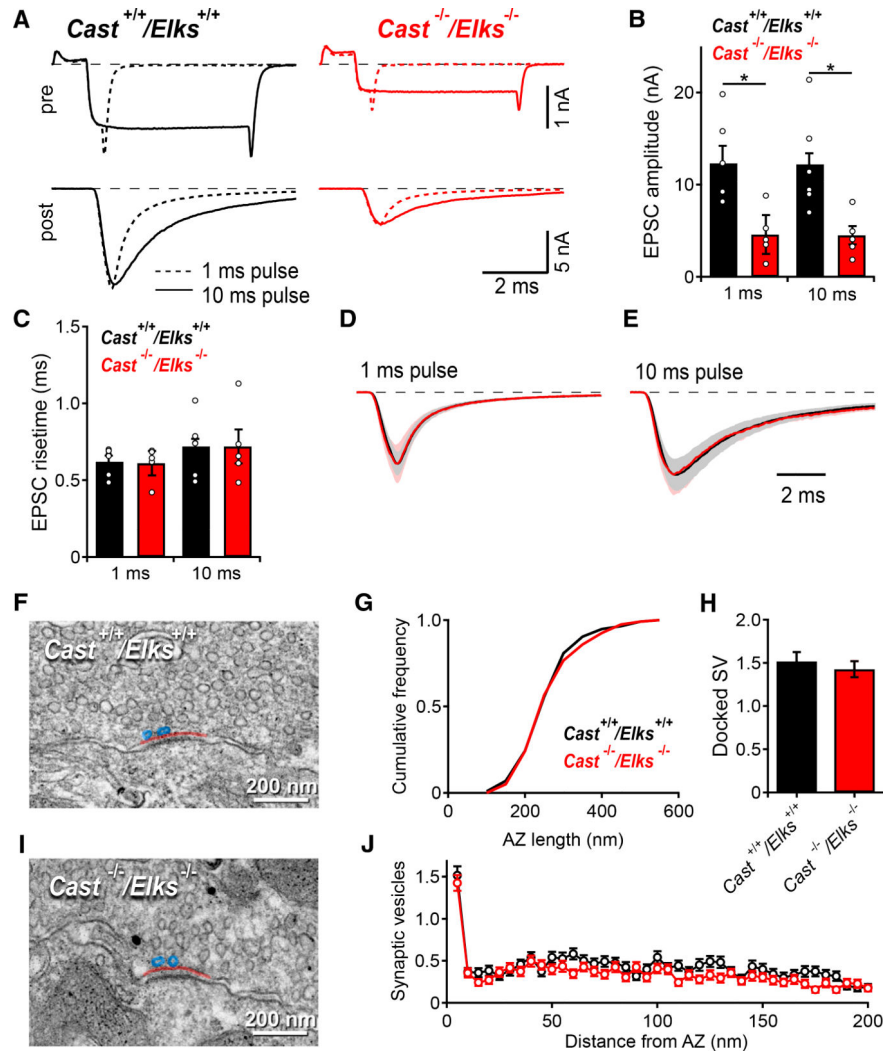 A
Cast +/+/Elks+/+
Cast -/-/Elks-/-
pre
1 nA
post
5 nA
1 ms pulse
10 ms pulse
2 ms
B
Cast+/+/Elks+/+
Cast-/-/Elks -/-
EPSC amplitude (nA)
20
10
0
*
*
1 ms
10 ms
C
Cast+/+/Elks+/+
Cast-/-/Elks -/-
EPSC risetime (ms)
1.5
1.0
0.5
0
1 ms
10 ms
D
1 ms pulse
E
10 ms pulse
2 ms
F
Cast +/+/Elks+/+
200 nm
G
Cumulative frequency
1.0
0.5
0
Cast+/+/Elks+/+
Cast-/-/Elks -/-
0
200
400
600
AZ length (nm)
H
Docked SV
2.0
1.5
1.0
0.5
0
Cast+/+/Elks+/+
Cast-/-/Elks-/-
I
Cast -/-/Elks -/-
200 nm
J
Synaptic vesicles
1.5
1.0
0.5
0
0
50
100
150
200
Distance from AZ (nm)